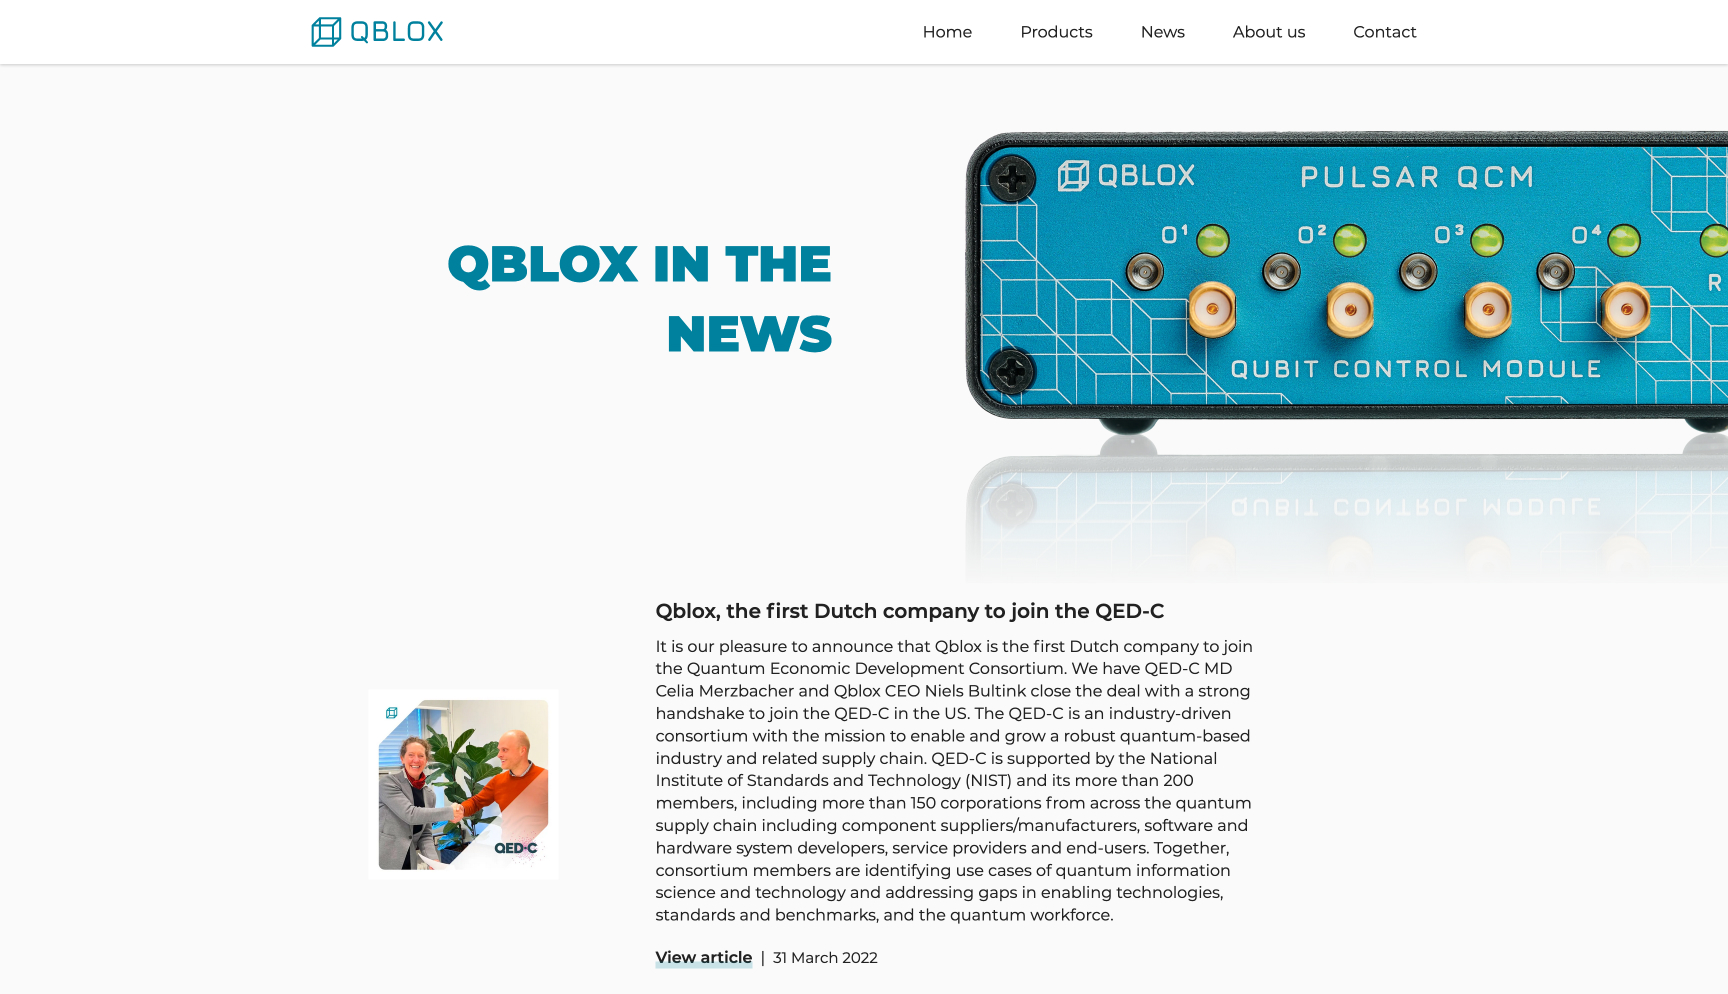 QBLOX
Home Products News About us Contact
QBLOX PULSAR QCM
O1 O2 O3 O4
R
QUBIT CONTROL MODULE
QBLOX IN THE
NEWS
QUBIT CONTROL MODULE
Qblox, the first Dutch company to join the QED-C
It is our pleasure to announce that Qblox is the first Dutch company to join
the Quantum Economic Development Consortium. We have QED-C MD
Celia Merzbacher and Qblox CEO Niels Bultink close the deal with a strong
handshake to join the QED-C in the US. The QED-C is an industry-driven
consortium with the mission to enable and grow a robust quantum-based
industry and related supply chain. QED-C is supported by the National
Institute of Standards and Technology (NIST) and its more than 200
members, including more than 150 corporations from across the quantum
supply chain including component suppliers/manufacturers, software and
hardware system developers, service providers and end-users. Together,
consortium members are identifying use cases of quantum information
science and technology and addressing gaps in enabling technologies,
standards and benchmarks, and the quantum workforce.
QED·C
View article | 31 March 2022